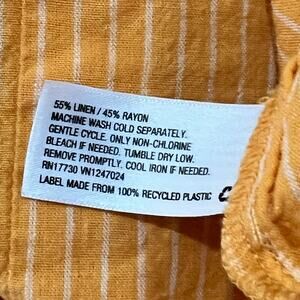 55% LINEN / 45% RAYON
MACHINE WASH COLD SEPARATELY.
GENTLE CYCLE. ONLY NON-CHLORINE
BLEACH IF NEEDED. TUMBLE DRY LOW.
REMOVE PROMPTLY. COOL IRON IF NEEDED.
RN17730 VN1247024
LABEL MADE FROM 100% RECYCLED PLASTIC